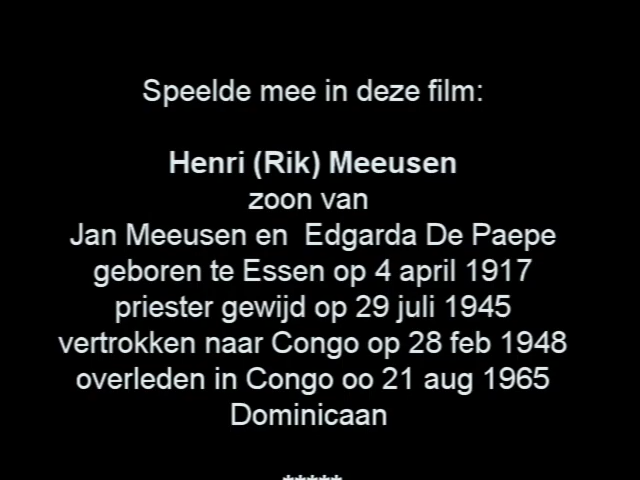 Speelde mee in deze film:
Henri (Rik) Meeusen
zoon van
Jan Meeusen en Edgarda De Paepe
geboren te Essen op 4 april 1917
priester gewijd op 29 juli 1945
vertrokken naar Congo op 28 feb 1948
overleden in Congo oo 21 aug 1965
Dominicaan
*****